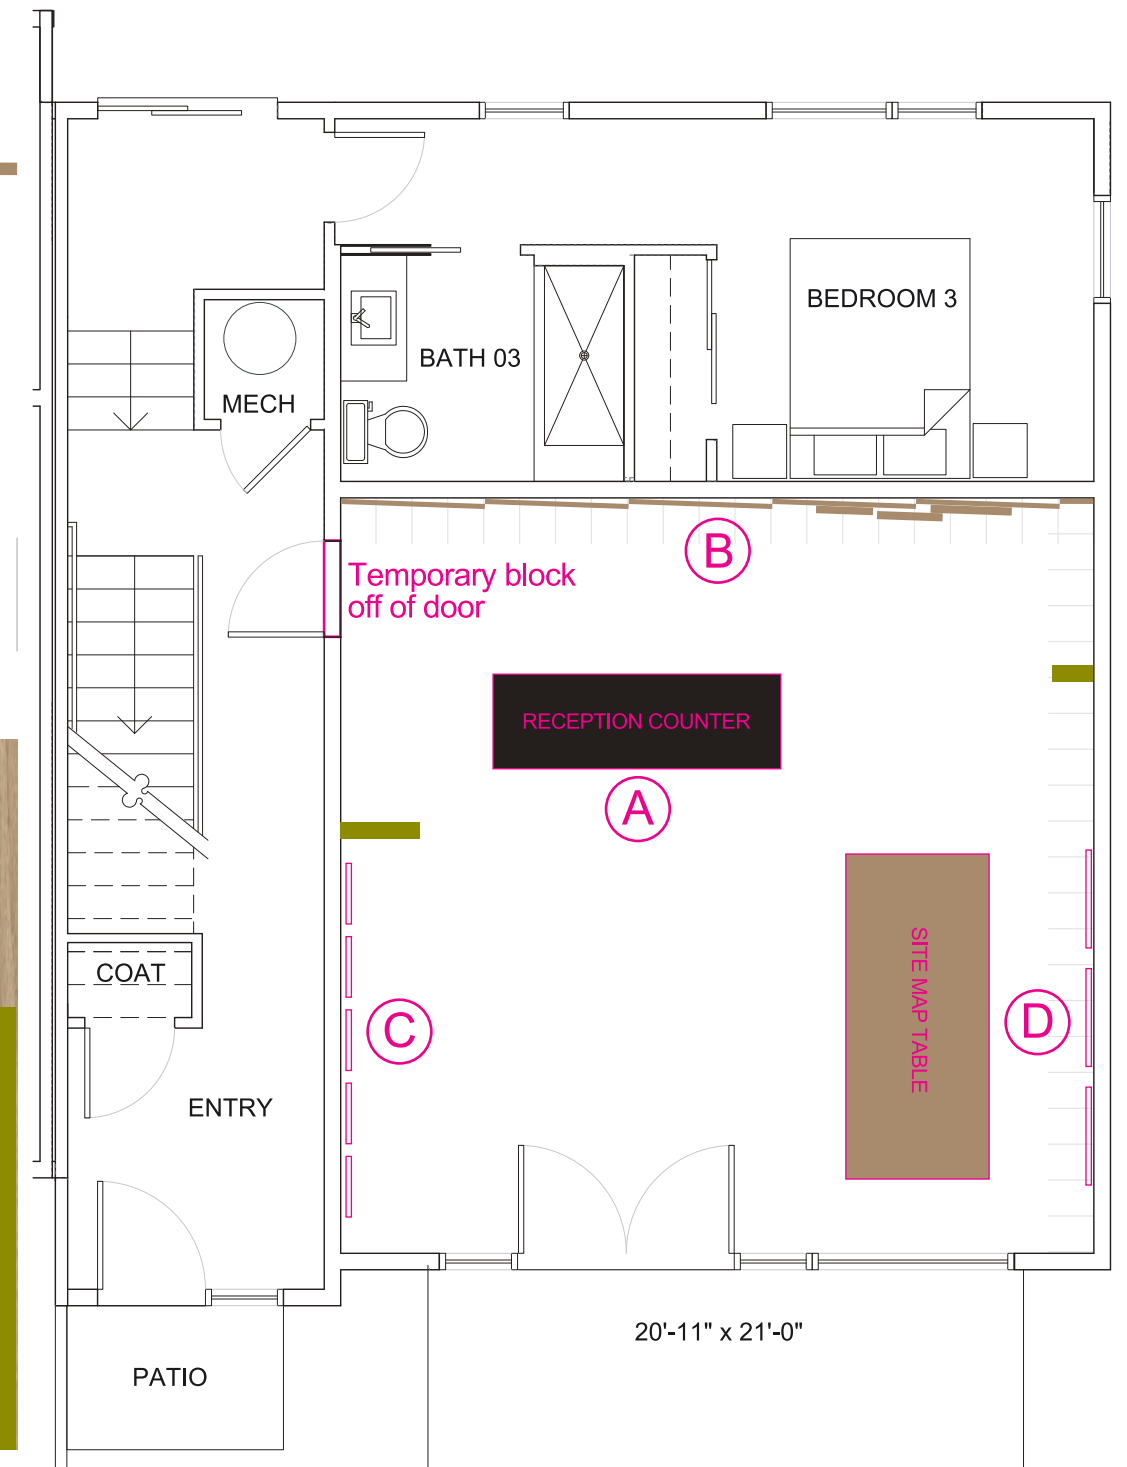 BEDROOM 3
BATH 03
MECH
B
Temporary block
off of door
RECEPTION COUNTER
A
SITE MAP TABLE
COAT
C
D
ENTRY
20'-11" x 21'-0"
PATIO